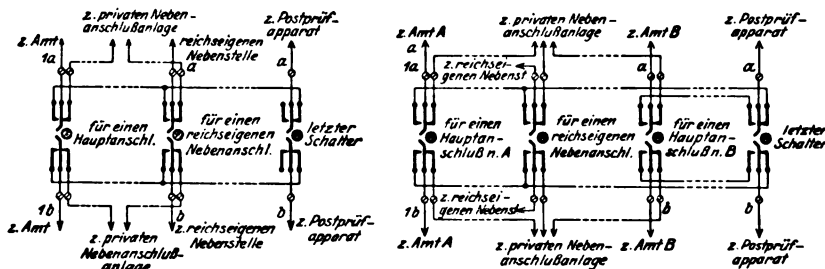 z. privaten Neben-
anschlußanlage
z. Amt
1a
reichseigenen
Nebenstelle
a
z. Postprüf-
apparat
a
für einen
Hauptanschl.
für einen
reichseigenen
Nebenanschl.
letzter
Schalter
1b
z. Amt
z. privaten
Nebenanschluß-
anlage
b
z. reichseigenen
Nebenstelle
b
z. Postprüf-
apparat
z. Amt A
a
1a
z. privaten Neben-
anschlußanlage
z. reichsei-
genen Nebenst
z. Amt B
a
z. Postprüf-
apparat
a
für einen
Hauptan-
schluß n. A
für einen
reichseigenen
Nebenanschl.
für einen
Hauptan-
schluß n. B
letzter
Schalter
1b
z. Amt A
z. reichsei-
genen Nebenst
z. privaten Neben-
anschlußanlage
b
z. Amt B
b
z. Postprüf-
apparat